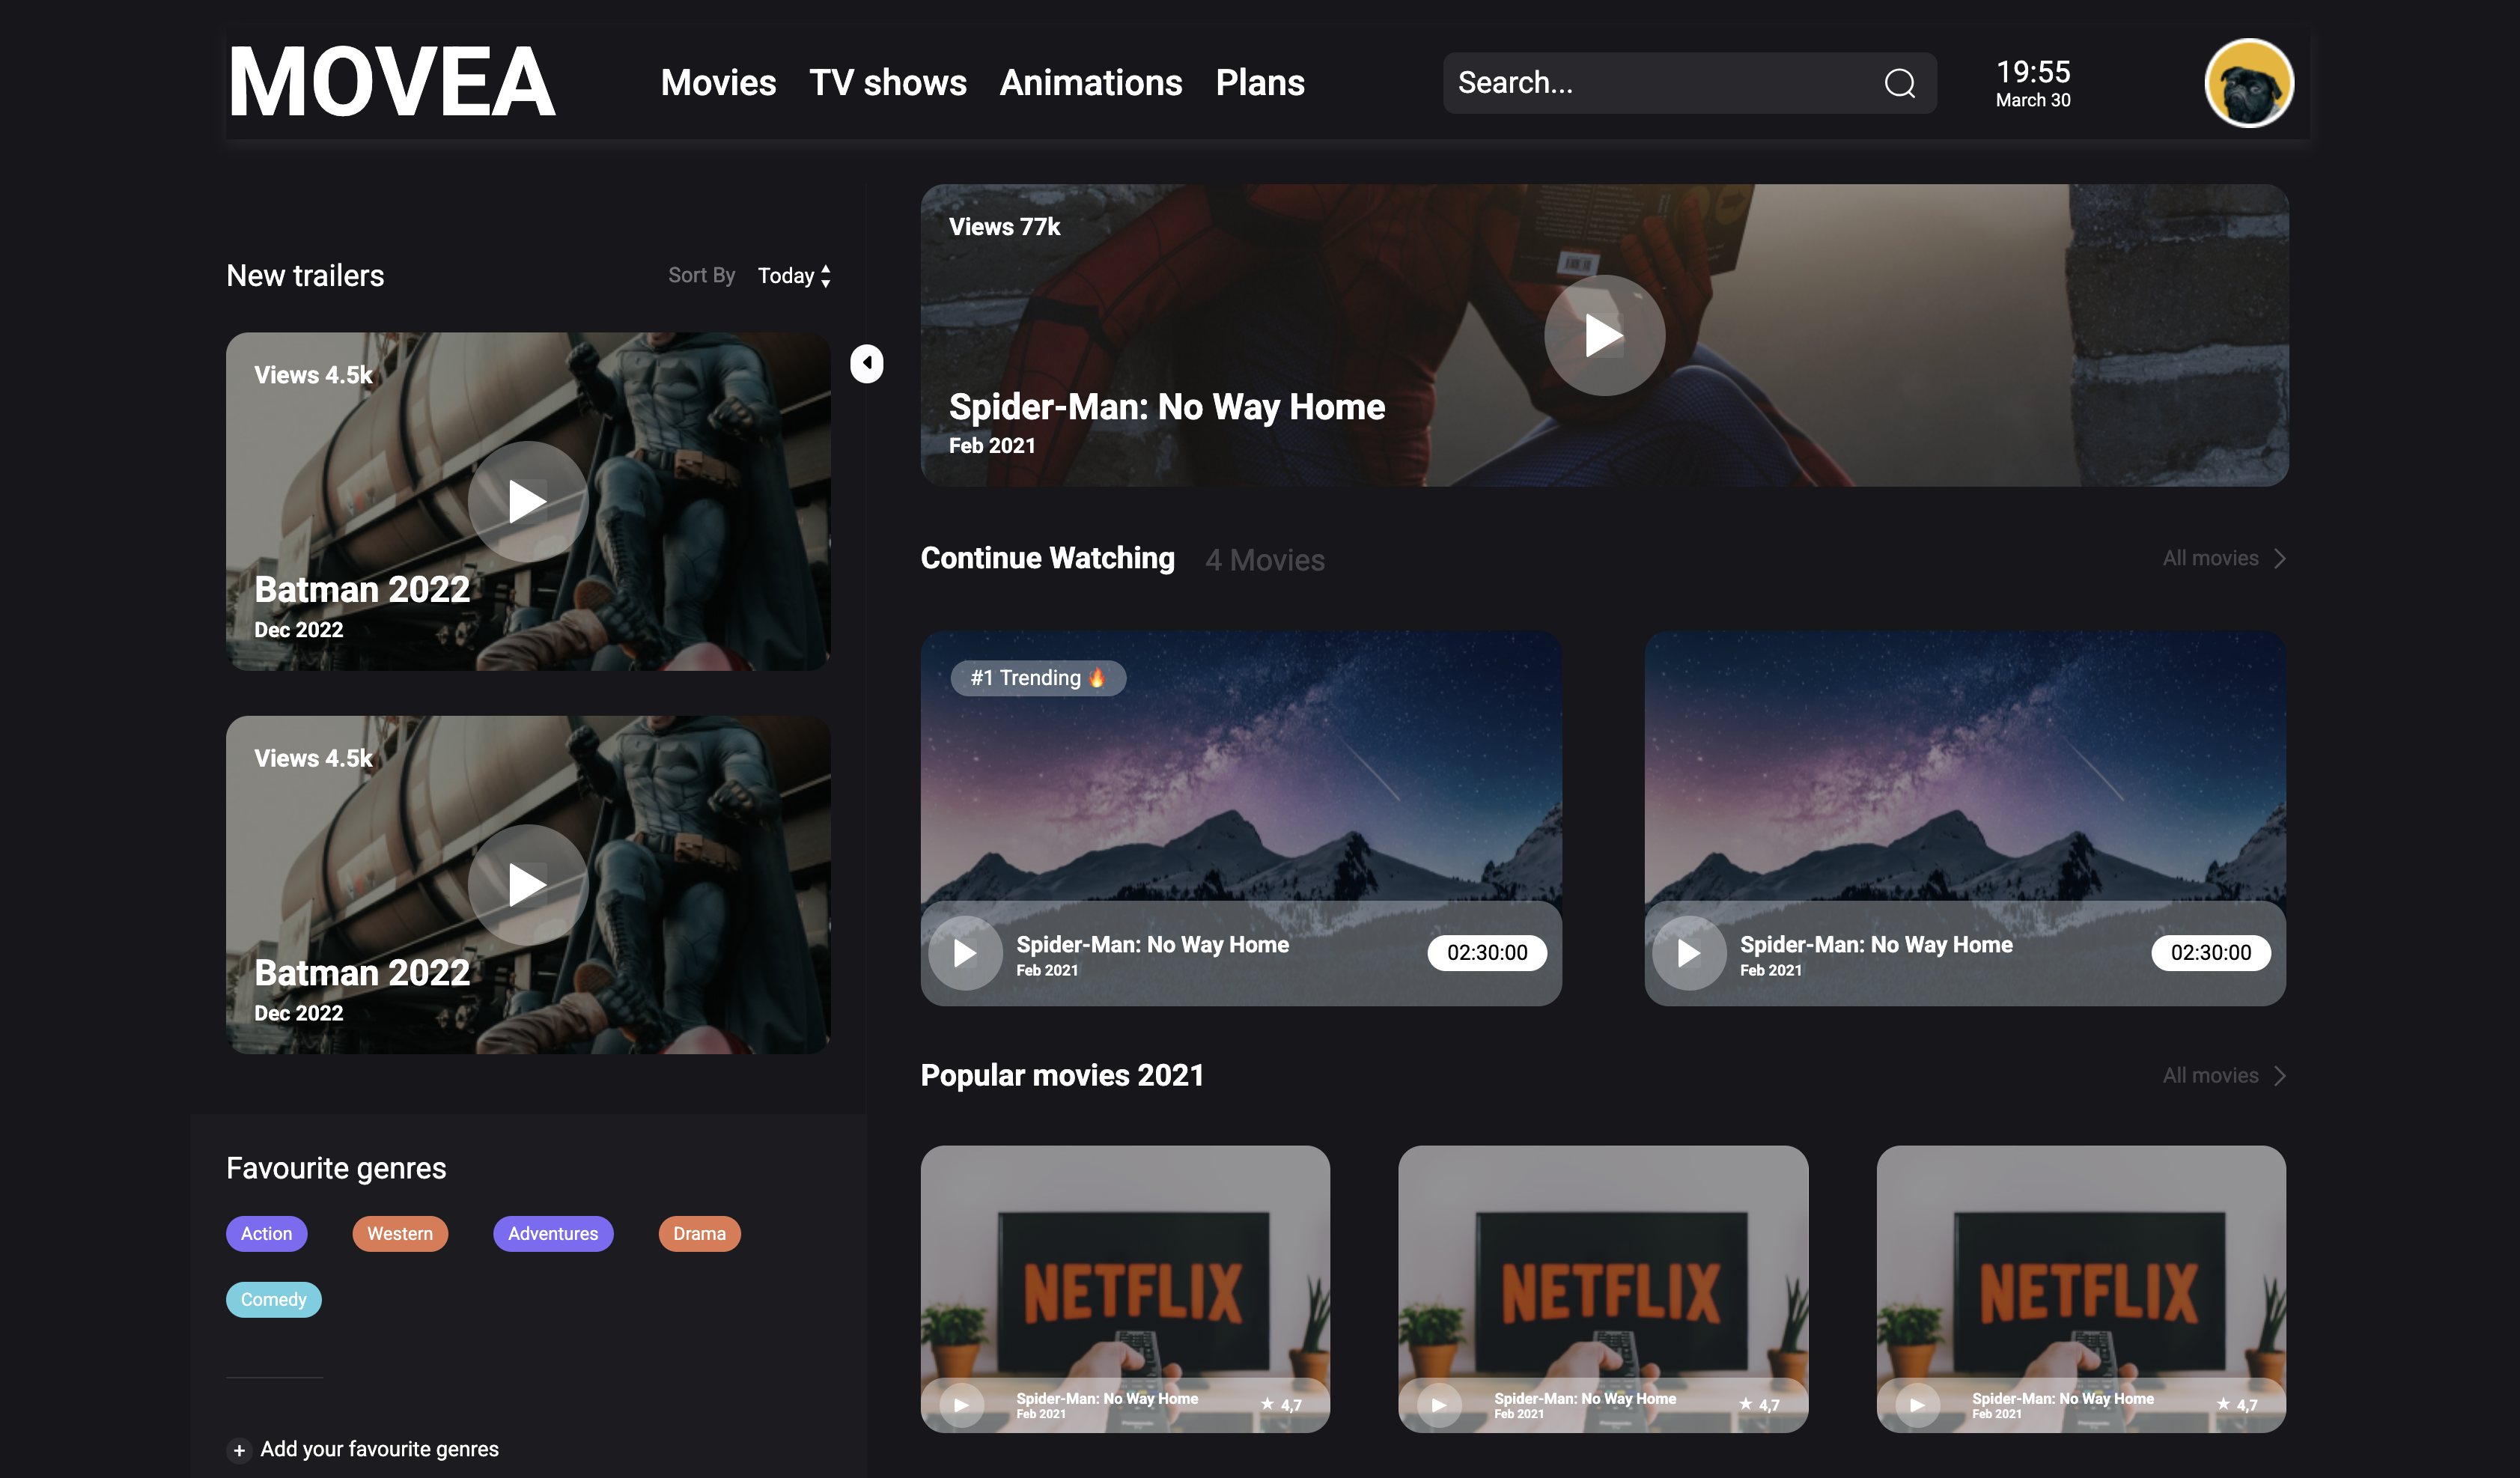 MOVEA
Movies TV shows Animations Plans
Search...
19:55
March 30
New trailers
Sort By Today
Views 4.5k
Batman 2022
Dec 2022
Views 4.5k
Batman 2022
Dec 2022
Favourite genres
Action Western Adventures Drama
Comedy
+ Add your favourite genres
Views 77k
Spider-Man: No Way Home
Feb 2021
Continue Watching 4 Movies
All movies
#1 Trending 🔥
Spider-Man: No Way Home
Feb 2021
02:30:00
Spider-Man: No Way Home
Feb 2021
02:30:00
Popular movies 2021
All movies
NETFLIX
Spider-Man: No Way Home
Feb 2021
★ 4,7
NETFLIX
Spider-Man: No Way Home
Feb 2021
★ 4,7
NETFLIX
Spider-Man: No Way Home
Feb 2021
★ 4,7